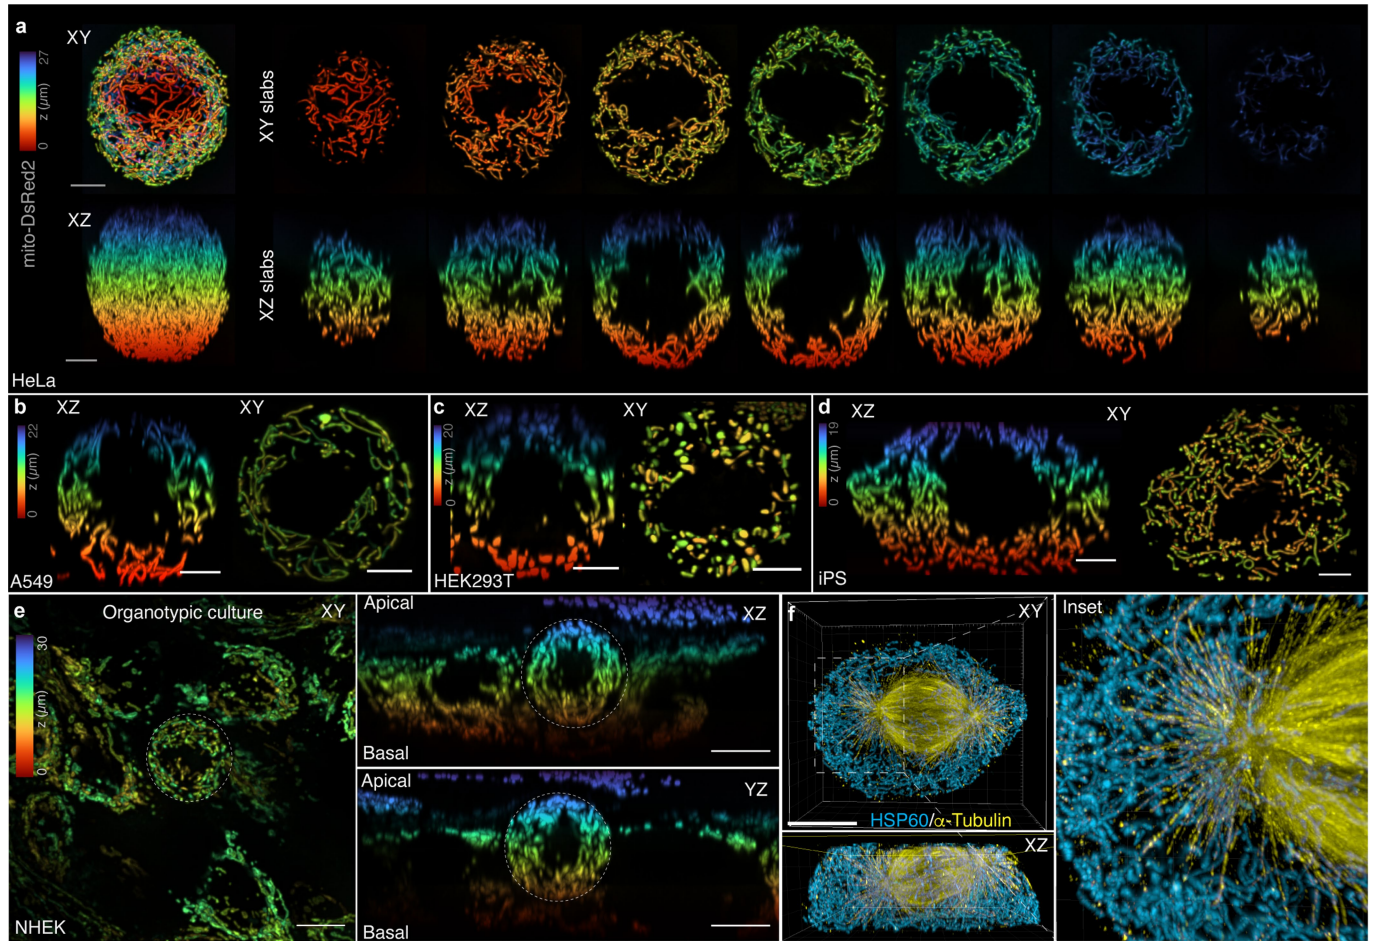 a
XY
27
z (µm)
0
mito-DsRed2
XY slabs
XZ
XZ slabs
HeLa
b
XZ
XY
22
z (µm)
0
A549
c
XZ
XY
20
z (µm)
0
HEK293T
d
XZ
XY
19
z (µm)
0
iPS
e
Organotypic culture
XY
30
z (µm)
0
NHEK
Apical
XZ
Basal
Apical
YZ
Basal
f
XY
HSP60/α-Tubulin
XZ
Inset